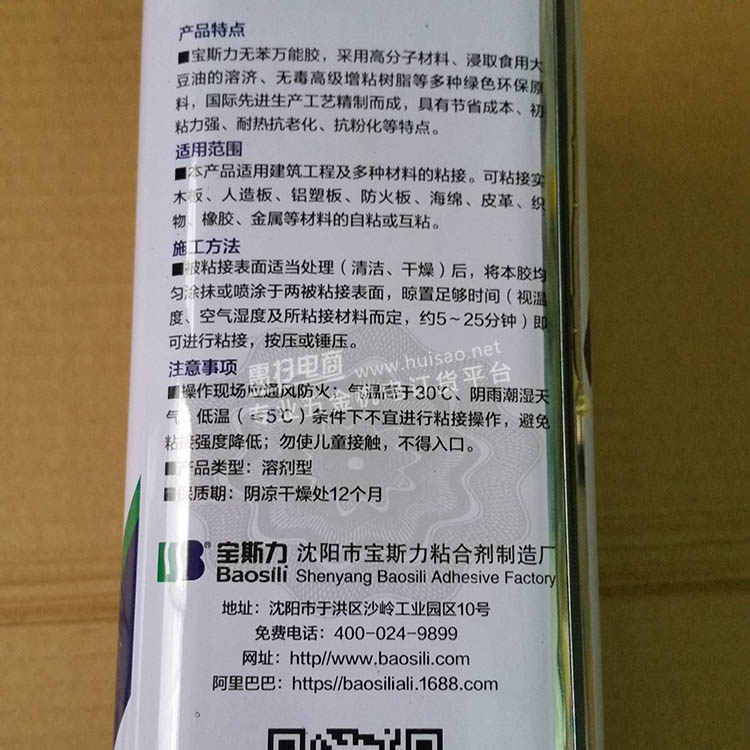 产品特点
■宝斯力无苯万能胶，采用高分子材料、浸取食用大
豆油的溶济、无毒高级增粘树脂等多种绿色环保原
料，国际先进生产工艺精制而成，具有节省成本、初
粘力强、耐热抗老化、抗粉化等特点。
适用范围
■本产品适用建筑工程及多种材料的粘接。可粘接实
木板、人造板、铝塑板、防火板、海绵、皮革、织
物、橡胶、金属等材料的自粘或互粘。
施工方法
■被粘接表面适当处理（清洁、干燥）后，将本胶均
匀涂抹或喷涂于两被粘接表面，晾置足够时间（视温
度、空气湿度及所粘接材料而定，约5～25分钟）即
可进行粘接，按压或锤压。
注意事项
惠扫电商 www.huisao.net
专业五金机电订货平台
■操作现场应通风防火；气温高于30℃、阴雨潮湿天
气、低温（≤5℃）条件下不宜进行粘接操作，避免
粘接强度降低；勿使儿童接触，不得入口。
■产品类型：溶剂型
■保质期：阴凉干燥处12个月
宝斯力® 沈阳市宝斯力粘合剂制造厂
Baosili Shenyang Baosili Adhesive Factory
地址：沈阳市于洪区沙岭工业园区10号
免费电话：400-024-9899
网址：http//www.baosili.com
阿里巴巴：https//baosiliali.1688.com